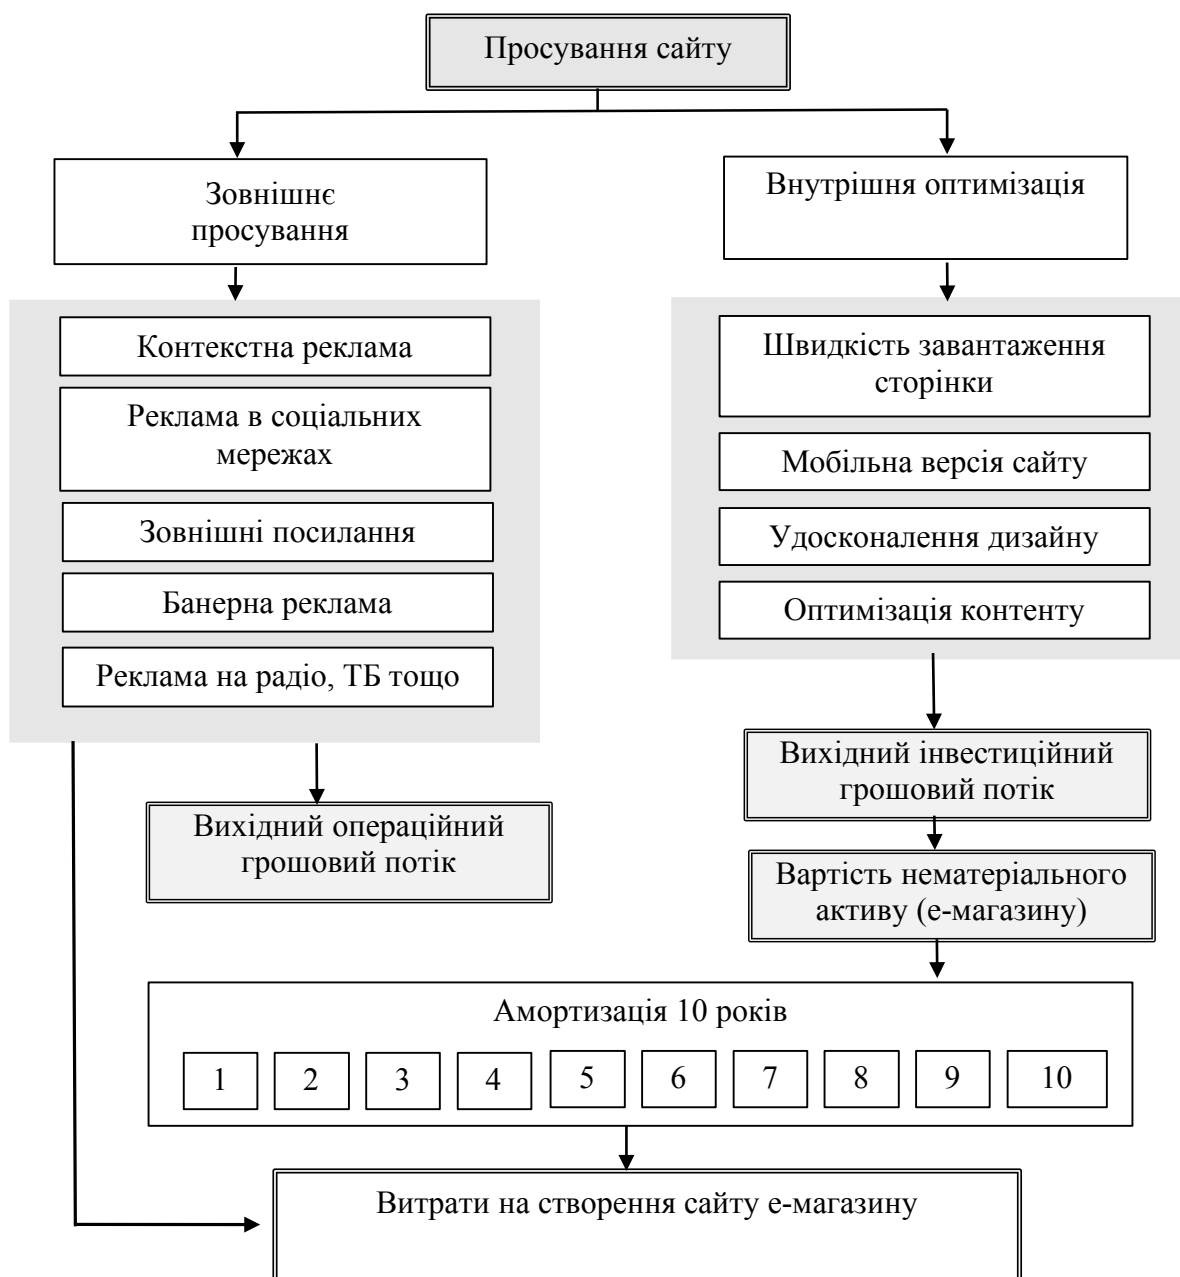 Просування сайту
Зовнішнє
просування
Внутрішня оптимізація
Контекстна реклама
Реклама в соціальних
мережах
Зовнішні посилання
Банерна реклама
Реклама на радіо, ТБ тощо
Швидкість завантаження
сторінки
Мобільна версія сайту
Удосконалення дизайну
Оптимізація контенту
Вихідний операційний
грошовий потік
Вихідний інвестиційний
грошовий потік
Вартість нематеріального
активу (е-магазину)
Амортизація 10 років
1 2 3 4 5 6 7 8 9 10
Витрати на створення сайту е-магазину